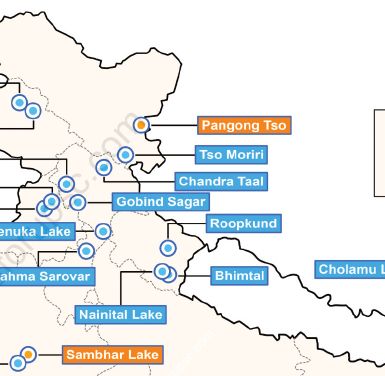 Pangong Tso
Tso Moriri
Chandra Taal
Gobind Sagar
Roopkund
enuka Lake
Cholamu L
ahma Sarovar
Bhimtal
Nainital Lake
Sambhar Lake